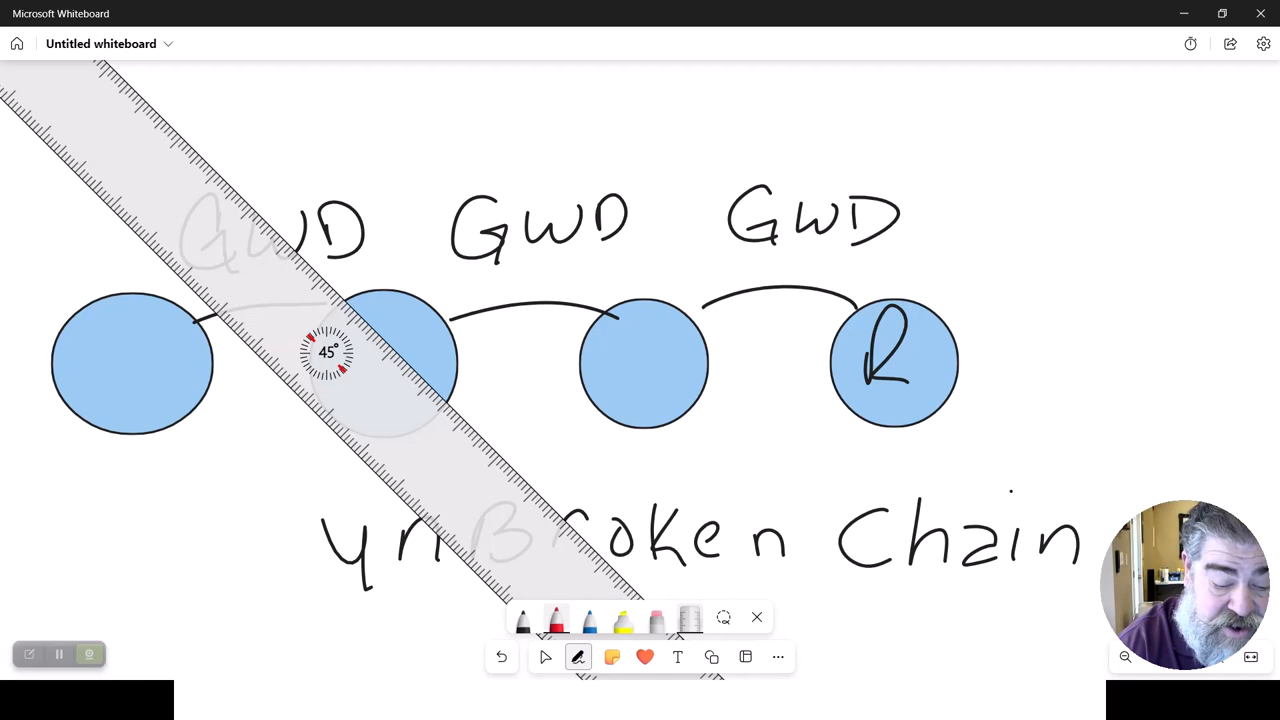 Microsoft Whiteboard
Untitled whiteboard
GWD GWD GWD
45°
R
unBroken Chain